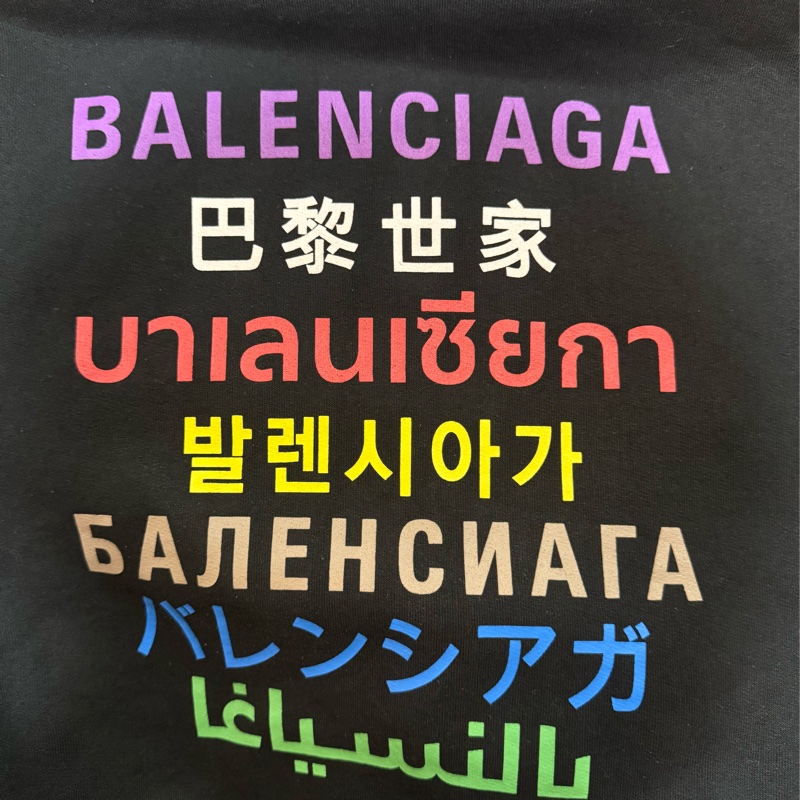 BALENCIAGA
巴黎世家
บาเลนเซียกา
발렌시아가
БАЛЕНСИАГА
バレンシアガ
بالنسياغا